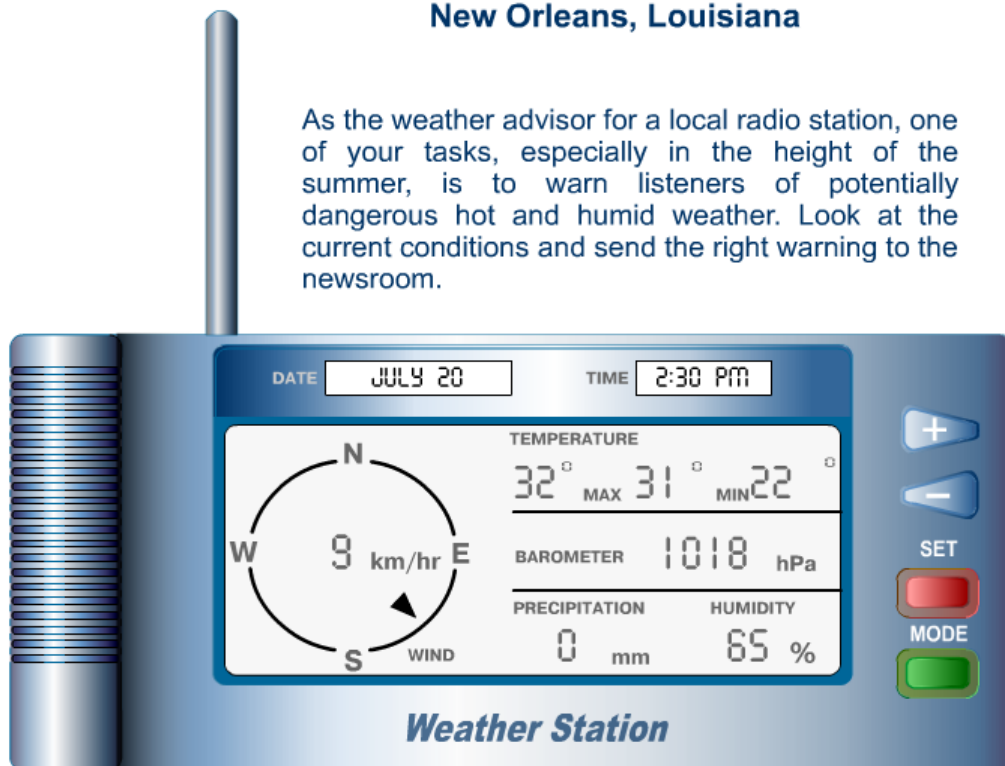 New Orleans, Louisiana
As the weather advisor for a local radio station, one
of your tasks, especially in the height of the
summer, is to warn listeners of potentially
dangerous hot and humid weather. Look at the
current conditions and send the right warning to the
newsroom.
DATE JULY 20 TIME 2:30 PM
TEMPERATURE
32° MAX 31° MIN 22°
N
W 9 km/hr E
S WIND
BAROMETER 1018 hPa
PRECIPITATION HUMIDITY
0 mm 65 %
+
−
SET
MODE
Weather Station